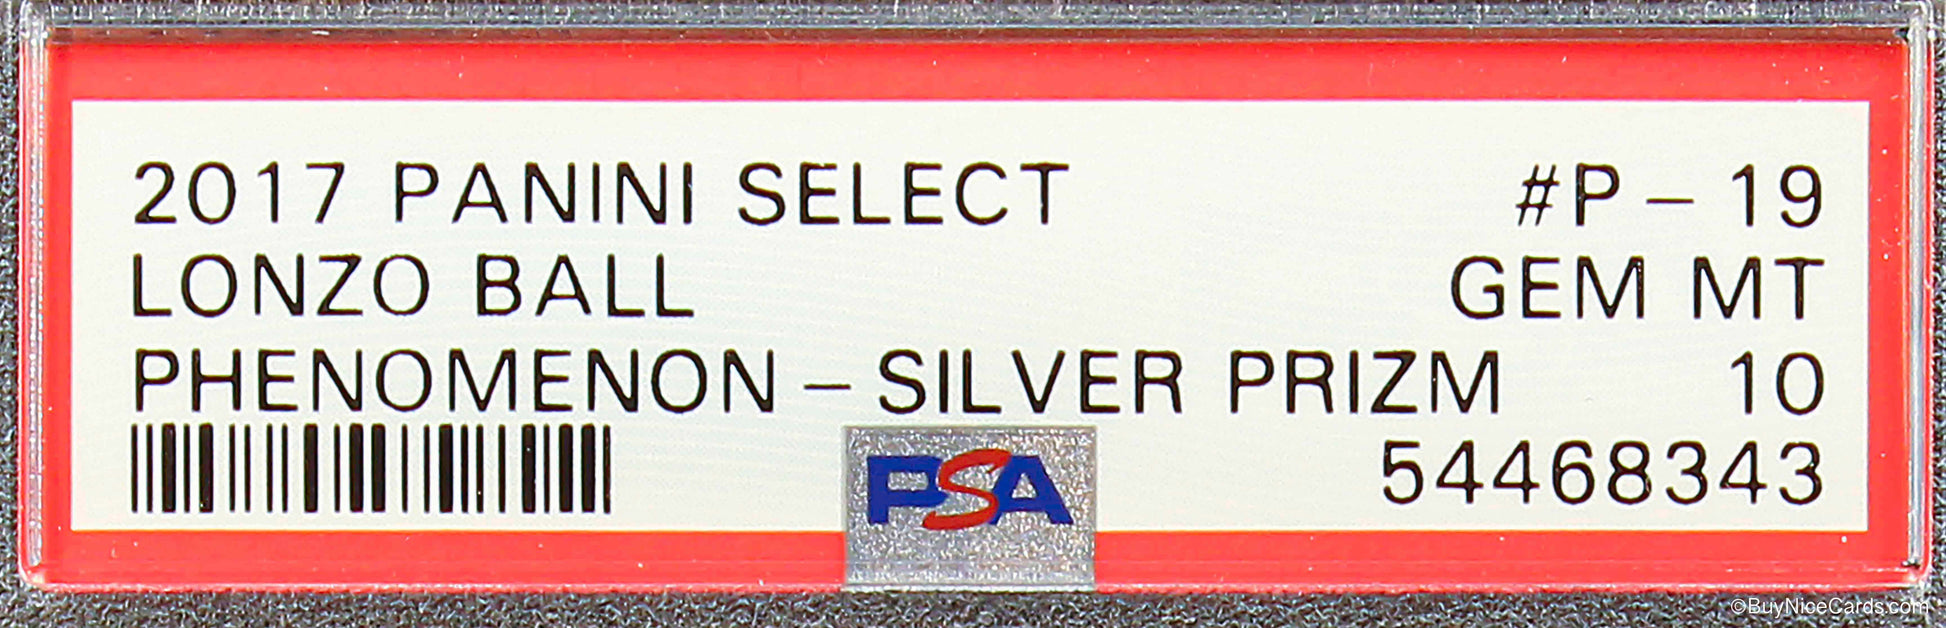 2017 PANINI SELECT #P-19
LONZO BALL GEM MT
PHENOMENON-SILVER PRIZM 10
54468343
PSA
©BuyNiceCards.com